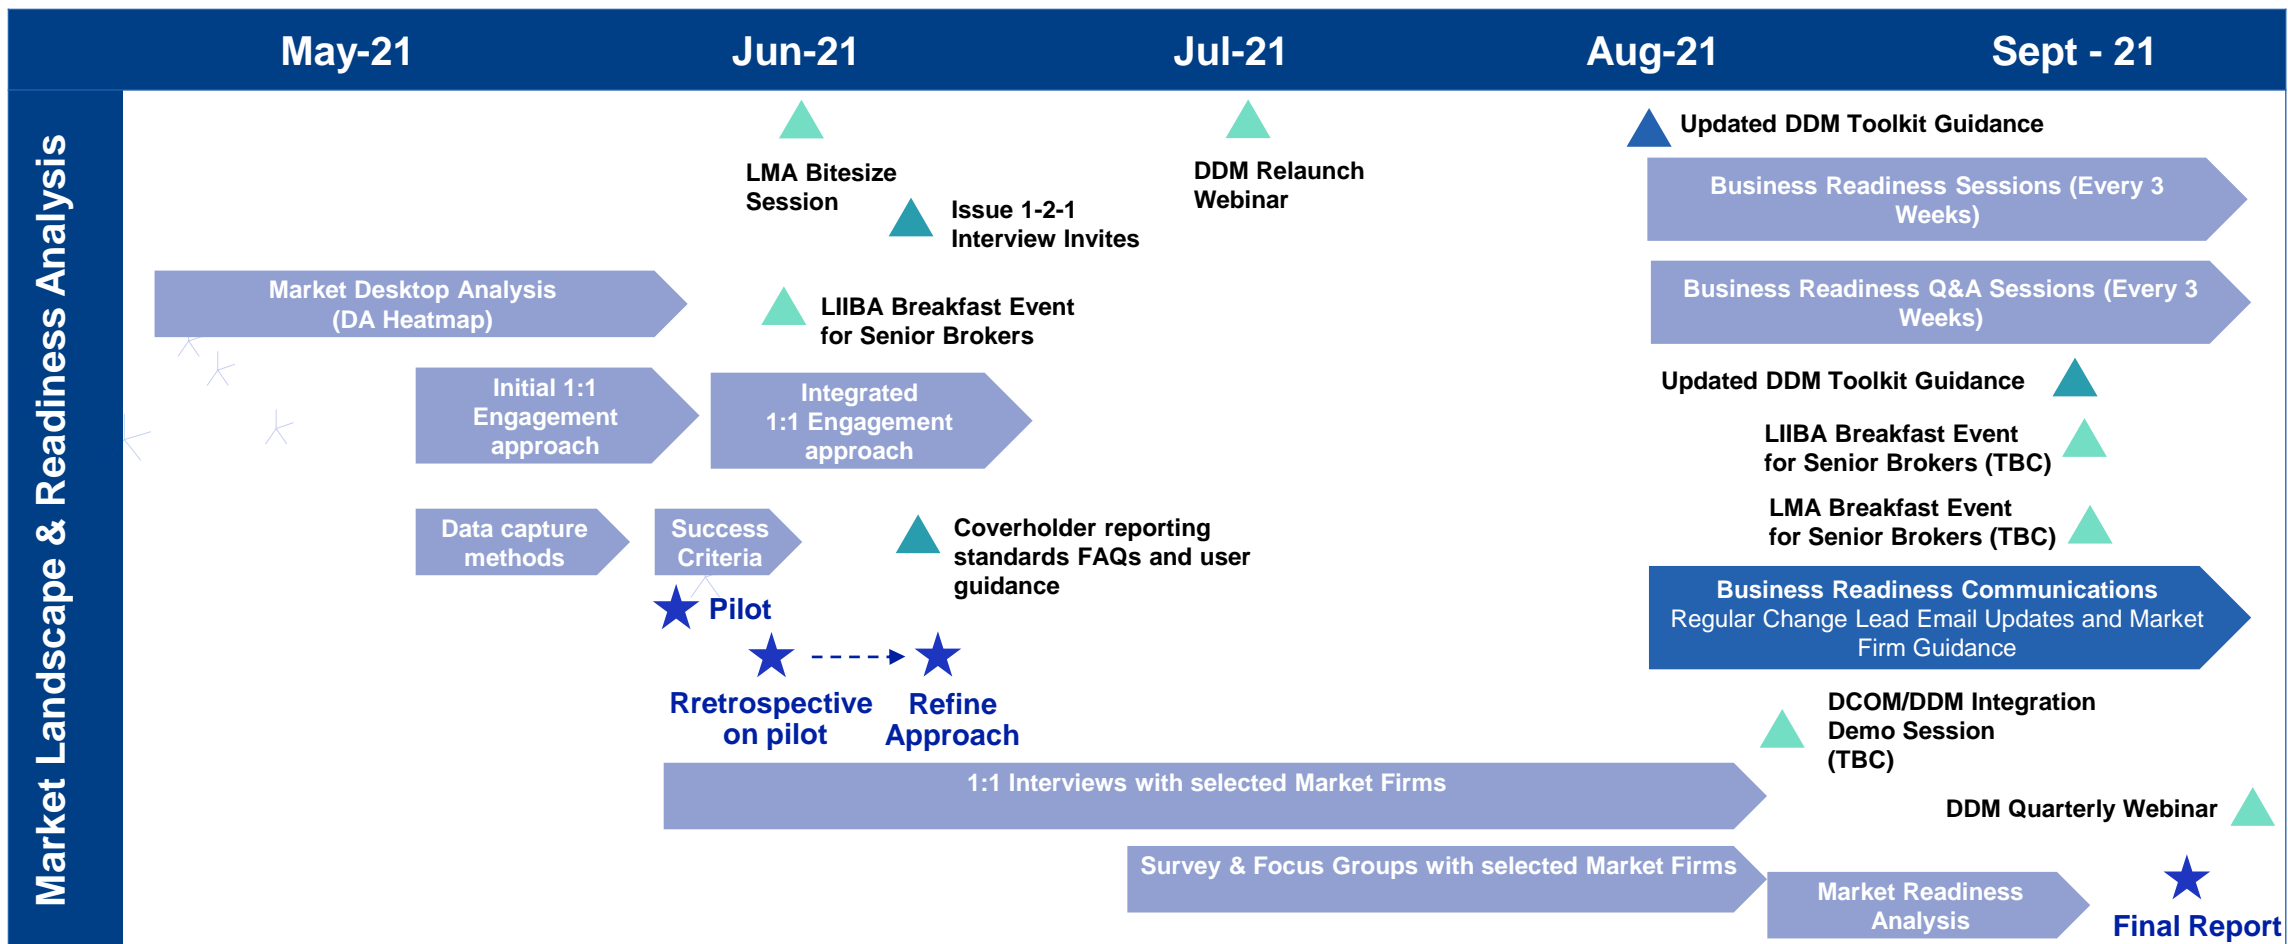 May-21
Jun-21
Jul-21
Aug-21
Sept - 21
Market Landscape & Readiness Analysis
LMA Bitesize
Session
Issue 1-2-1
Interview Invites
DDM Relaunch
Webinar
Updated DDM Toolkit Guidance
Business Readiness Sessions (Every 3
Weeks)
Market Desktop Analysis
(DA Heatmap)
LIIBA Breakfast Event
for Senior Brokers
Business Readiness Q&A Sessions (Every 3
Weeks)
Initial 1:1
Engagement
approach
Integrated
1:1 Engagement
approach
Updated DDM Toolkit Guidance
LIIBA Breakfast Event
for Senior Brokers (TBC)
LMA Breakfast Event
for Senior Brokers (TBC)
Data capture
methods
Success
Criteria
Coverholder reporting
standards FAQs and user
guidance
Pilot
Rretrospective
on pilot
Refine
Approach
Business Readiness Communications
Regular Change Lead Email Updates and Market
Firm Guidance
DCOM/DDM Integration
Demo Session
(TBC)
1:1 Interviews with selected Market Firms
DDM Quarterly Webinar
Survey & Focus Groups with selected Market Firms
Market Readiness
Analysis
Final Report